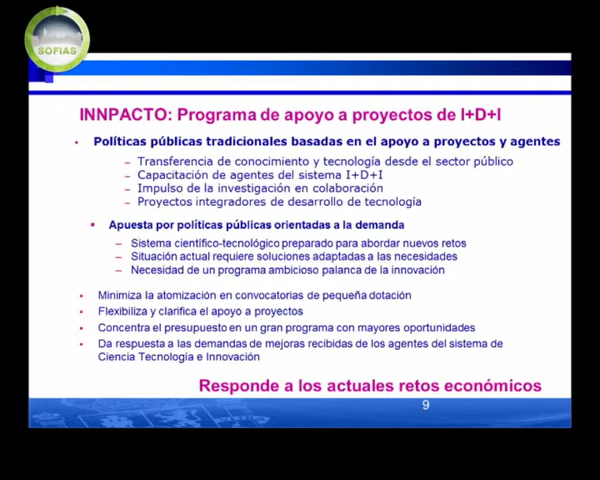 SOFIAS
INNPACTO: Programa de apoyo a proyectos de I+D+I
• Políticas públicas tradicionales basadas en el apoyo a proyectos y agentes
– Transferencia de conocimiento y tecnología desde el sector público
– Capacitación de agentes del sistema I+D+I
– Impulso de la investigación en colaboración
– Proyectos integradores de desarrollo de tecnología
▪ Apuesta por políticas públicas orientadas a la demanda
– Sistema científico-tecnológico preparado para abordar nuevos retos
– Situación actual requiere soluciones adaptadas a las necesidades
– Necesidad de un programa ambicioso palanca de la innovación
▪ Minimiza la atomización en convocatorias de pequeña dotación
▪ Flexibiliza y clarifica el apoyo a proyectos
▪ Concentra el presupuesto en un gran programa con mayores oportunidades
▪ Da respuesta a las demandas de mejoras recibidas de los agentes del sistema de
Ciencia Tecnología e Innovación
Responde a los actuales retos económicos
9